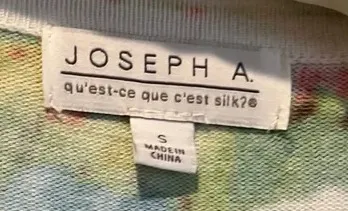 JOSEPH A.
qu'est-ce que c'est silk?®
S
MADE IN
CHINA